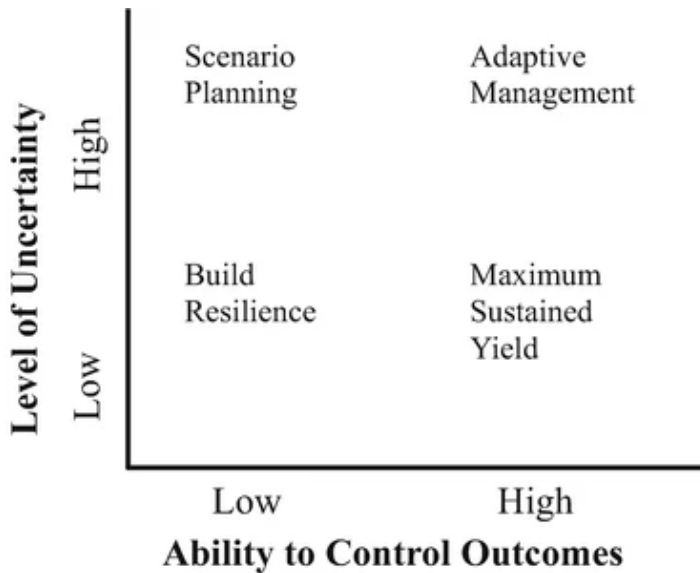 Scenario
Planning
Adaptive
Management
Build
Resilience
Maximum
Sustained
Yield
Level of Uncertainty
High
Low
Low
High
Ability to Control Outcomes